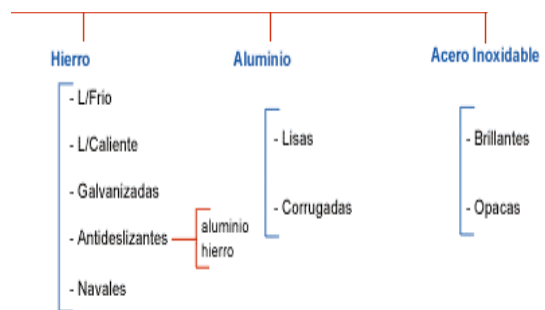 Hierro
- L/Frio
- L/Caliente
- Galvanizadas
- Antideslizantes
aluminio
hierro
- Navales
Aluminio
- Lisas
- Corrugadas
Acero Inoxidable
- Brillantes
- Opacas